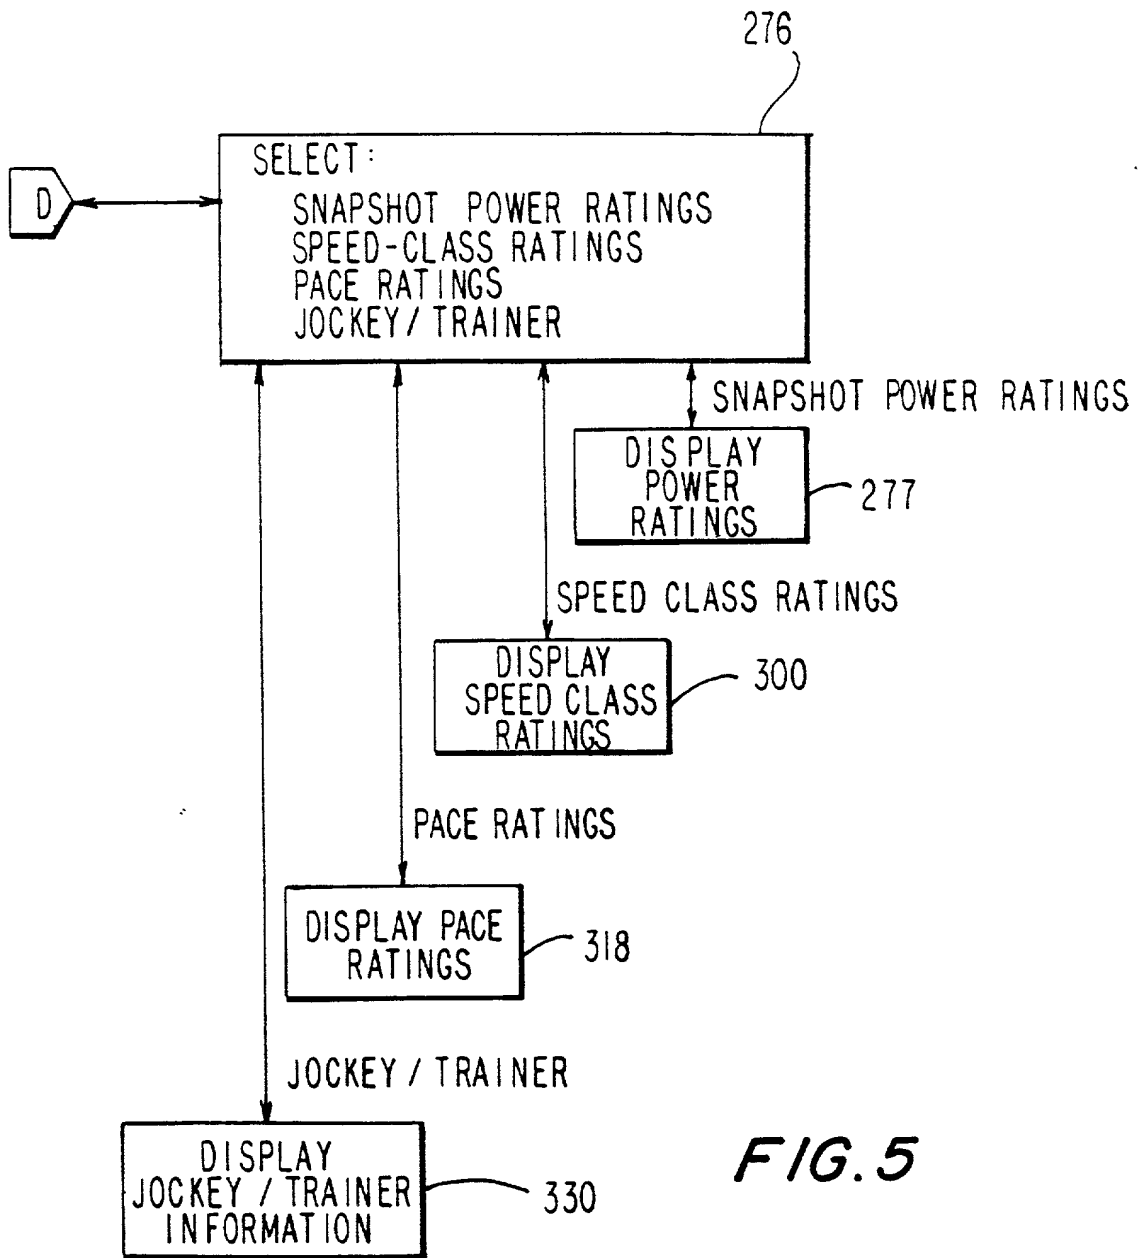 276
SELECT:
D
SNAPSHOT POWER RATINGS
SPEED-CLASS RATINGS
PACE RATINGS
JOCKEY/TRAINER
SNAPSHOT POWER RATINGS
DISPLAY
POWER
RATINGS
277
SPEED CLASS RATINGS
DISPLAY
SPEED CLASS
RATINGS
300
PACE RATINGS
DISPLAY PACE
RATINGS
318
JOCKEY / TRAINER
DISPLAY
JOCKEY / TRAINER
INFORMATION
330
FIG. 5